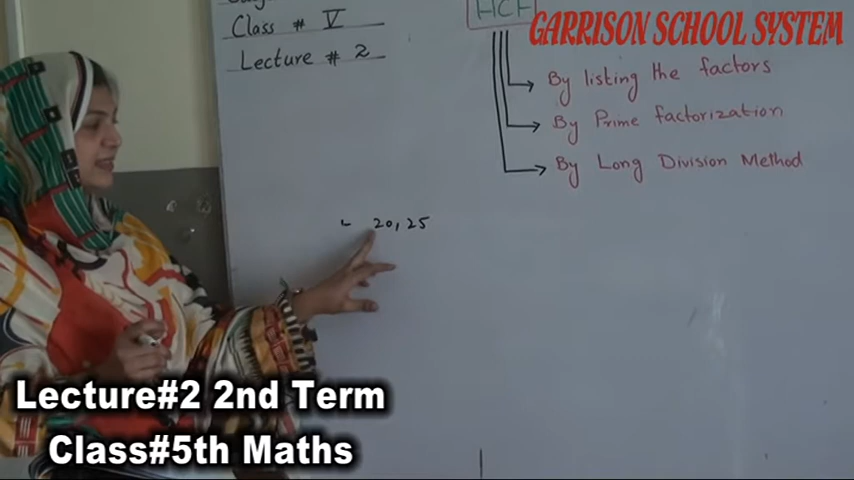 Class # V
Lecture # 2
HCF
GARRISON SCHOOL SYSTEM
By listing the factors
By Prime factorization
By Long Division Method
20, 25
Lecture#2 2nd Term
Class#5th Maths